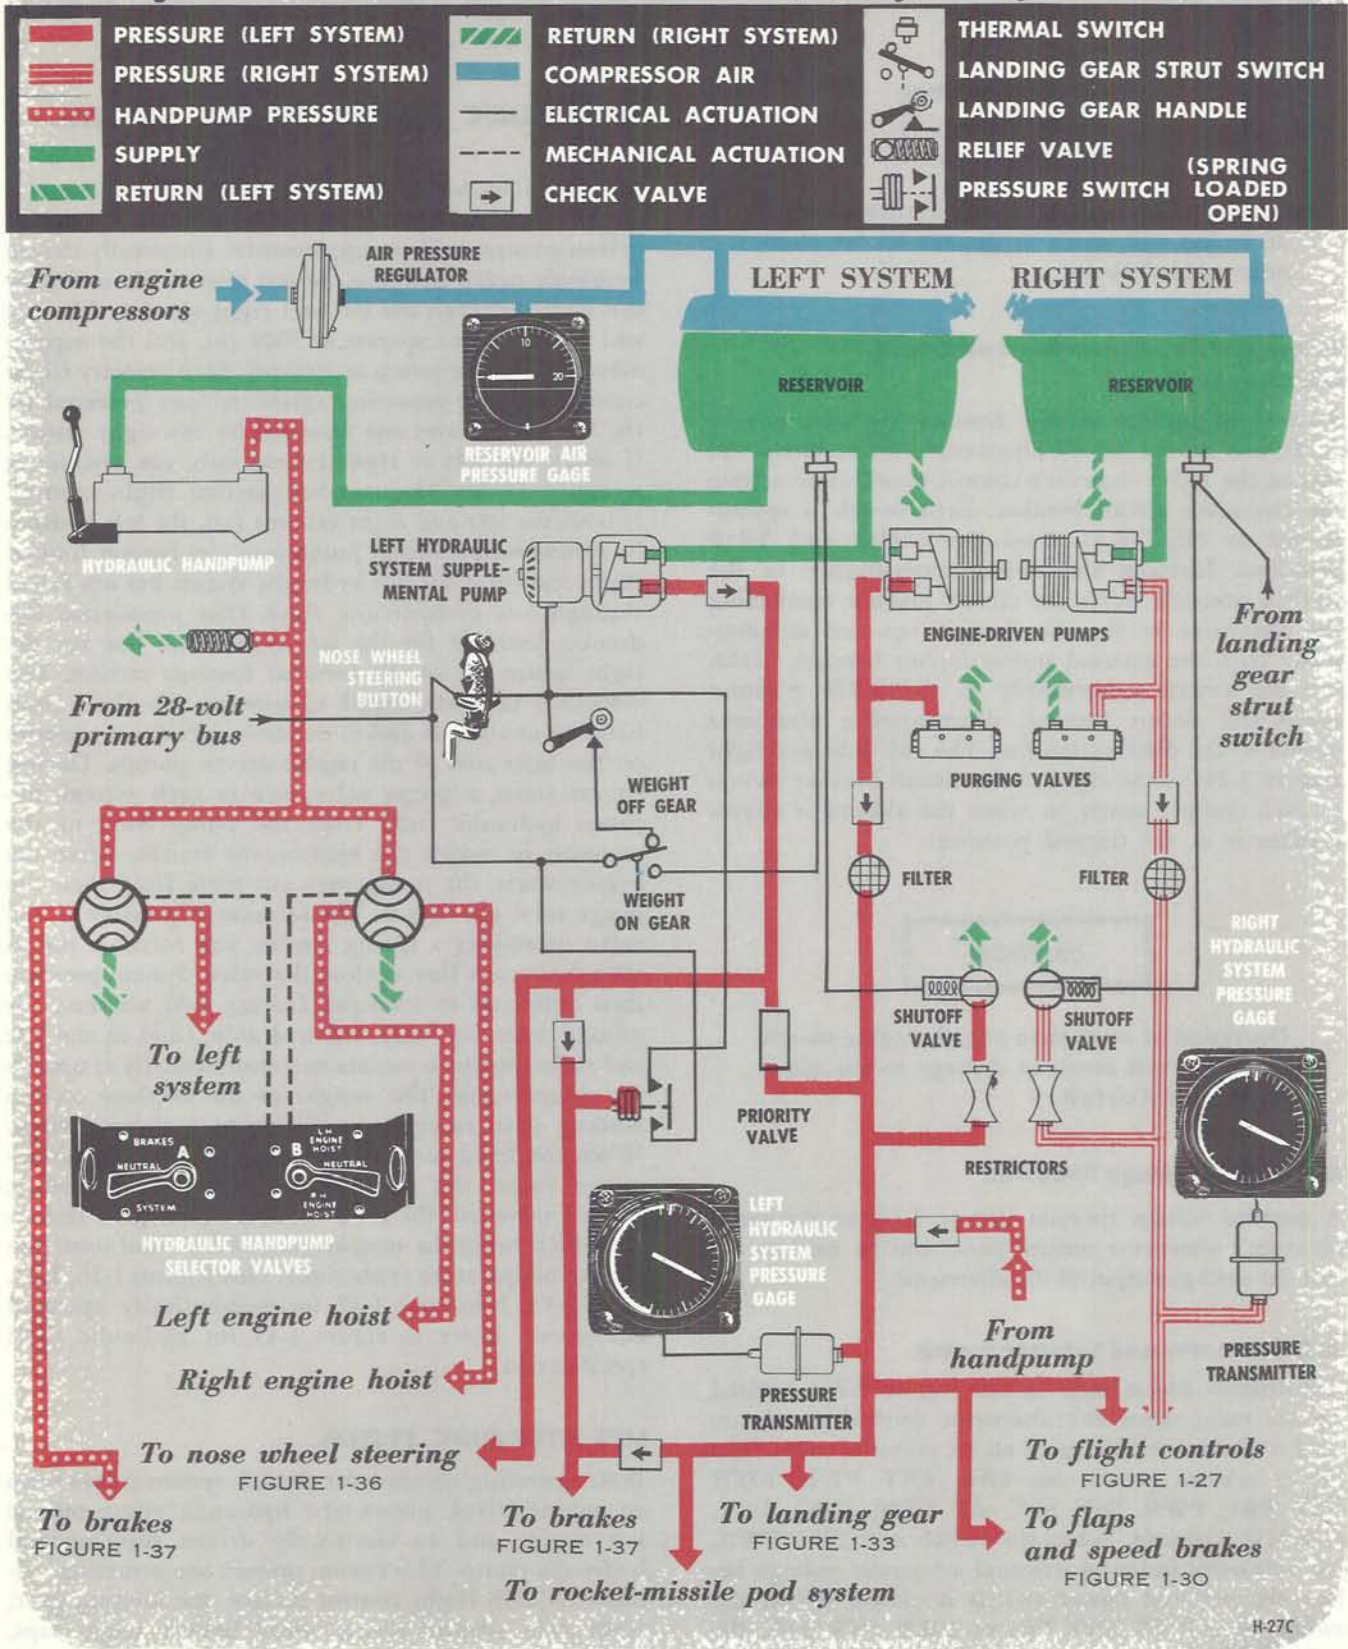 PRESSURE (LEFT SYSTEM)
PRESSURE (RIGHT SYSTEM)
HANDPUMP PRESSURE
SUPPLY
RETURN (LEFT SYSTEM)
RETURN (RIGHT SYSTEM)
COMPRESSOR AIR
ELECTRICAL ACTUATION
MECHANICAL ACTUATION
CHECK VALVE
THERMAL SWITCH
LANDING GEAR STRUT SWITCH
LANDING GEAR HANDLE
RELIEF VALVE
PRESSURE SWITCH
(SPRING
LOADED
OPEN)
From engine
compressors
AIR PRESSURE
REGULATOR
LEFT SYSTEM
RIGHT SYSTEM
10
20
RESERVOIR AIR
PRESSURE GAGE
RESERVOIR
RESERVOIR
HYDRAULIC HANDPUMP
LEFT HYDRAULIC
SYSTEM SUPPLE-
MENTAL PUMP
ENGINE-DRIVEN PUMPS
From
landing
gear
strut
switch
NOSE WHEEL
STEERING
BUTTON
From 28-volt
primary bus
PURGING VALVES
WEIGHT
OFF GEAR
WEIGHT
ON GEAR
FILTER
FILTER
RIGHT
HYDRAULIC
SYSTEM
PRESSURE
GAGE
SHUTOFF
VALVE
SHUTOFF
VALVE
To left
system
PRIORITY
VALVE
RESTRICTORS
BRAKES
NEUTRAL
A
SYSTEM
L H
ENGINE
HOIST
B
NEUTRAL
R H
ENGINE
HOIST
HYDRAULIC HANDPUMP
SELECTOR VALVES
LEFT
HYDRAULIC
SYSTEM
PRESSURE
GAGE
Left engine hoist
Right engine hoist
From
handpump
PRESSURE
TRANSMITTER
PRESSURE
TRANSMITTER
To nose wheel steering
FIGURE 1-36
To flight controls
FIGURE 1-27
To brakes
FIGURE 1-37
To brakes
FIGURE 1-37
To landing gear
FIGURE 1-33
To flaps
and speed brakes
FIGURE 1-30
To rocket-missile pod system
H-27C